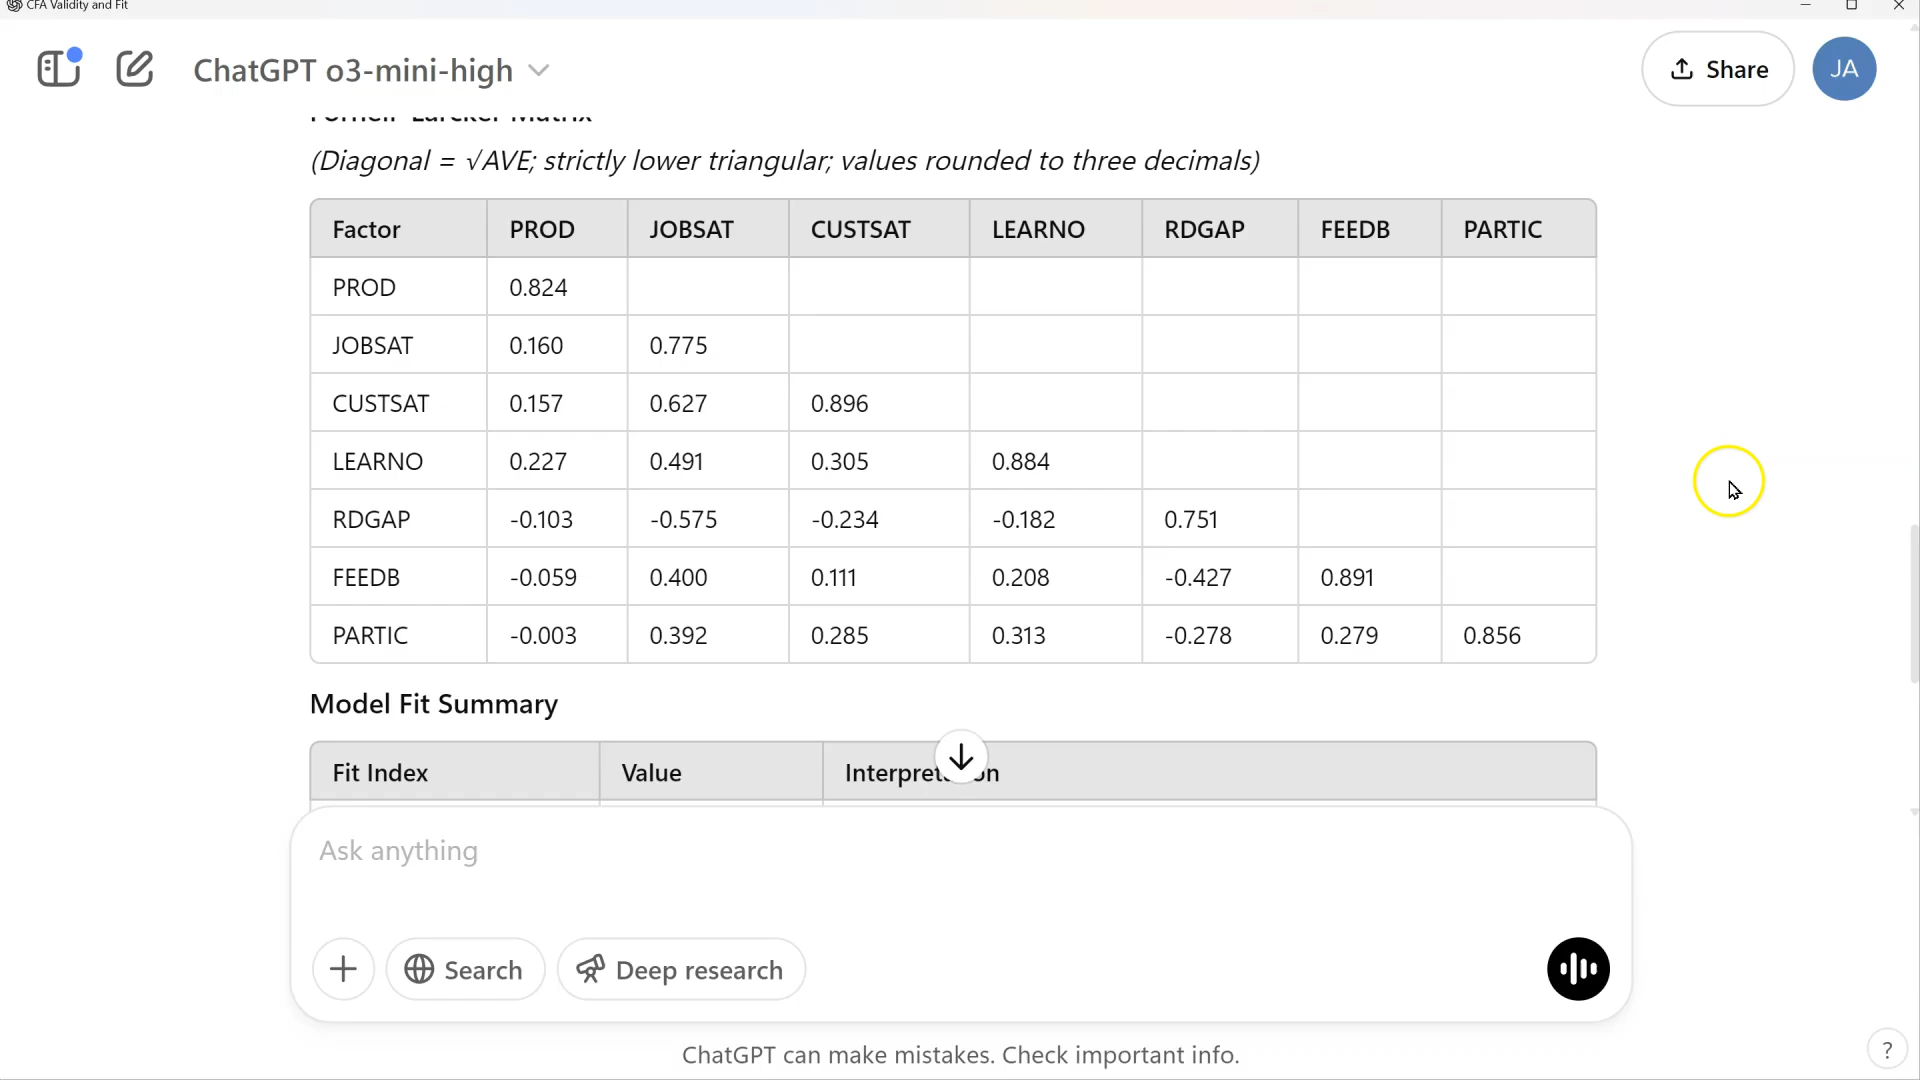 CFA Validity and Fit
ChatGPT o3-mini-high
Share
JA
Fornell–Larcker Matrix
(Diagonal = √AVE; strictly lower triangular; values rounded to three decimals)
Factor PROD JOBSAT CUSTSAT LEARNO RDGAP FEEDB PARTIC
PROD 0.824
JOBSAT 0.160 0.775
CUSTSAT 0.157 0.627 0.896
LEARNO 0.227 0.491 0.305 0.884
RDGAP -0.103 -0.575 -0.234 -0.182 0.751
FEEDB -0.059 0.400 0.111 0.208 -0.427 0.891
PARTIC -0.003 0.392 0.285 0.313 -0.278 0.279 0.856
Model Fit Summary
Fit Index Value Interpretation
Ask anything
Search Deep research
ChatGPT can make mistakes. Check important info.
?